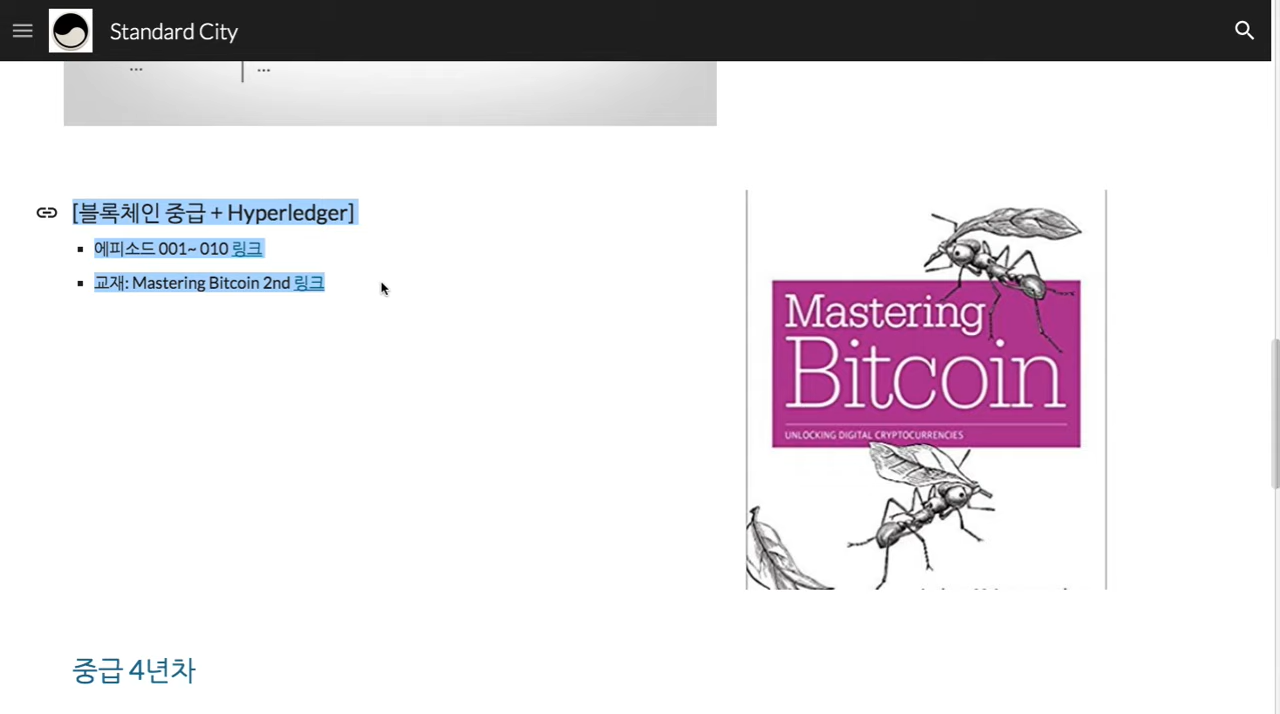 Standard City
...
...
[블록체인 중급 + Hyperledger]
에피소드 001~ 010 링크
교재: Mastering Bitcoin 2nd 링크
Mastering
Bitcoin
UNLOCKING DIGITAL CRYPTOCURRENCIES
중급 4년차